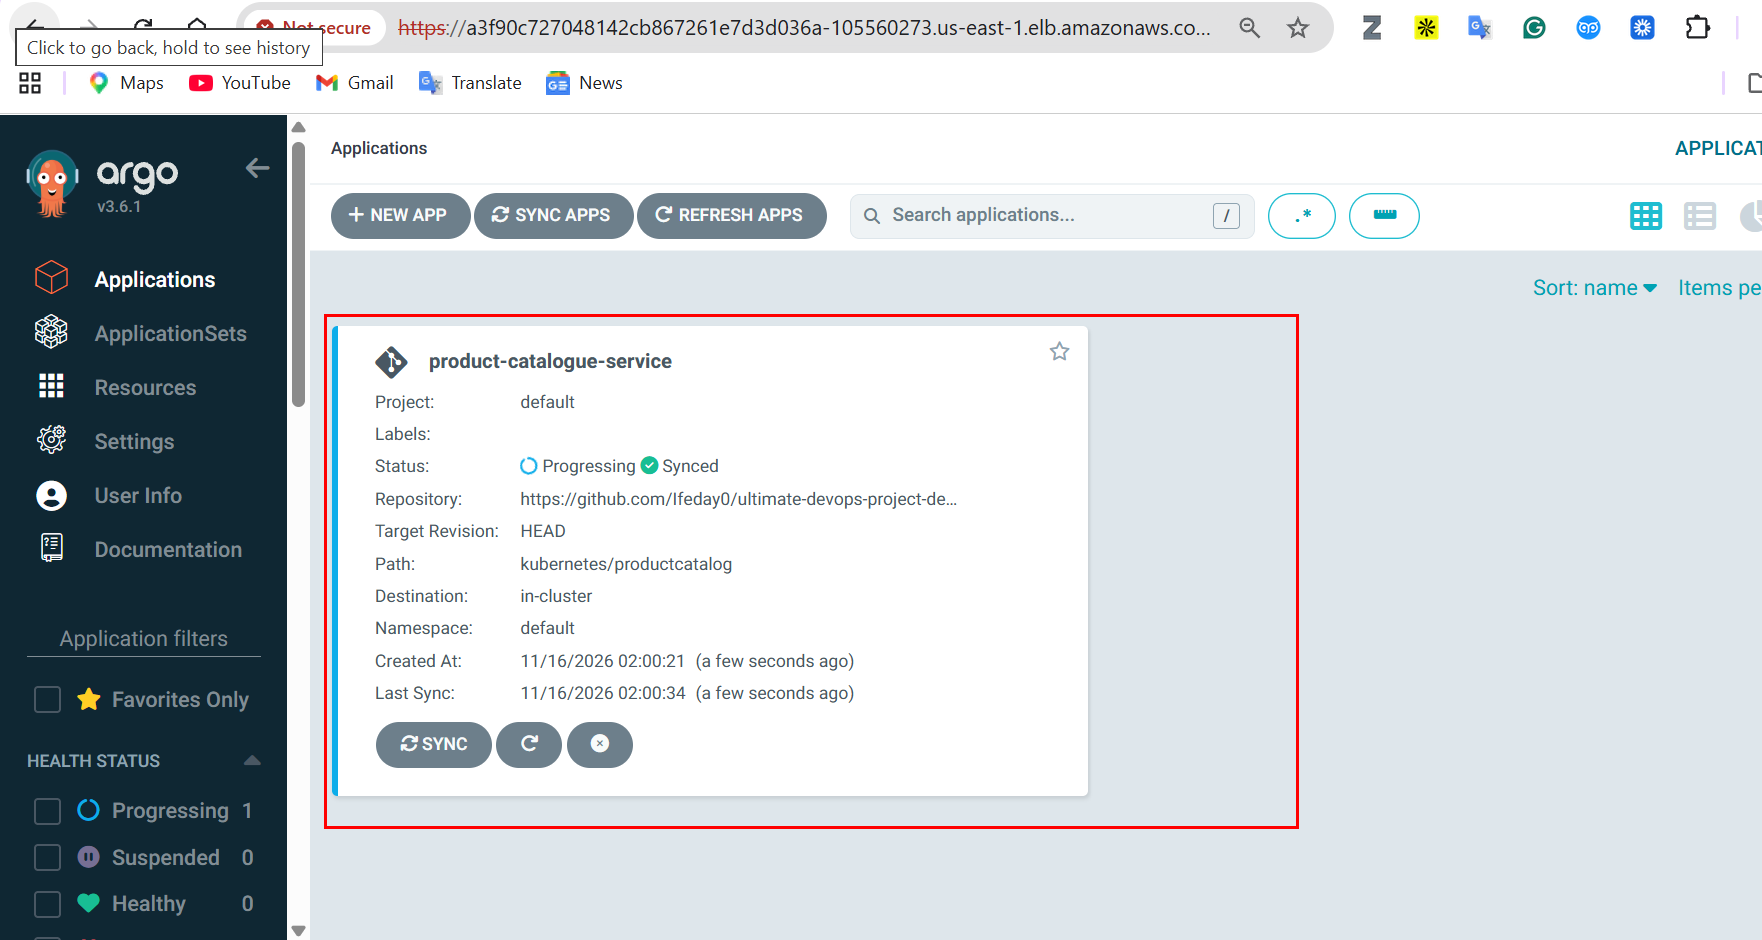 Not secure
https://a3f90c727048142cb867261e7d3d036a-105560273.us-east-1.elb.amazonaws.co...
Click to go back, hold to see history
Maps
YouTube
Gmail
Translate
News
argo
v3.6.1
Applications
ApplicationSets
Resources
Settings
User Info
Documentation
Application filters
Favorites Only
HEALTH STATUS
Progressing 1
Suspended 0
Healthy 0
Applications
APPLICAT
+ NEW APP
SYNC APPS
REFRESH APPS
Search applications...
/
.*
Sort: name
Items pe
product-catalogue-service
Project: default
Labels:
Status: Progressing Synced
Repository: https://github.com/Ifeday0/ultimate-devops-project-de...
Target Revision: HEAD
Path: kubernetes/productcatalog
Destination: in-cluster
Namespace: default
Created At: 11/16/2026 02:00:21 (a few seconds ago)
Last Sync: 11/16/2026 02:00:34 (a few seconds ago)
SYNC